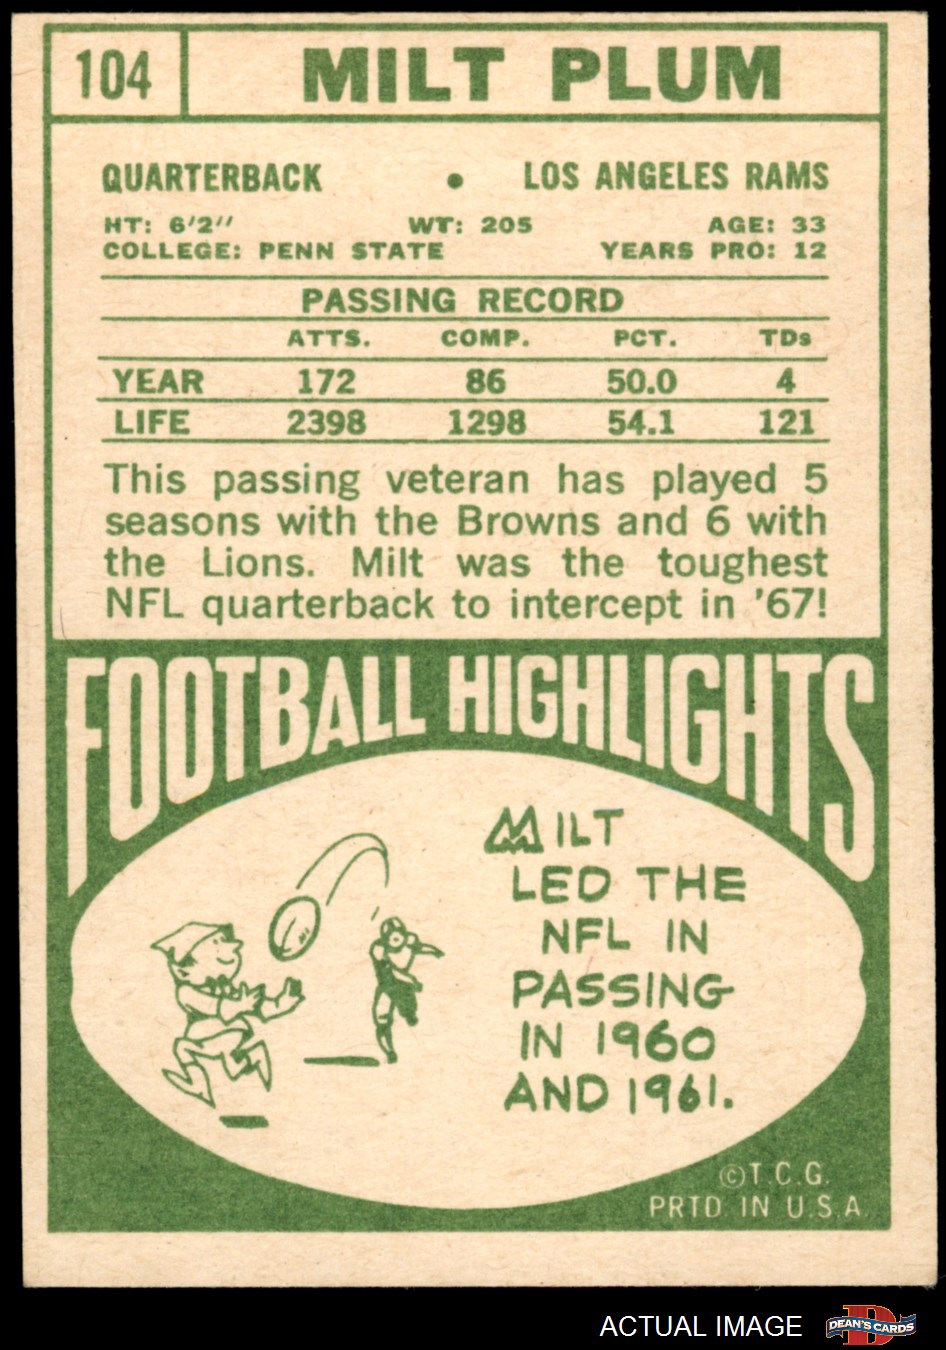 104
MILT PLUM
QUARTERBACK • LOS ANGELES RAMS
HT: 6'2'' WT: 205 AGE: 33
COLLEGE: PENN STATE YEARS PRO: 12
PASSING RECORD
ATTS. COMP. PCT. TDs
YEAR 172 86 50.0 4
LIFE 2398 1298 54.1 121
This passing veteran has played 5
seasons with the Browns and 6 with
the Lions. Milt was the toughest
NFL quarterback to intercept in '67!
FOOTBALL HIGHLIGHTS
MILT
LED THE
NFL IN
PASSING
IN 1960
AND 1961.
©T.C.G.
PRTD. IN U.S.A.
ACTUAL IMAGE
D
DEAN'S CARDS